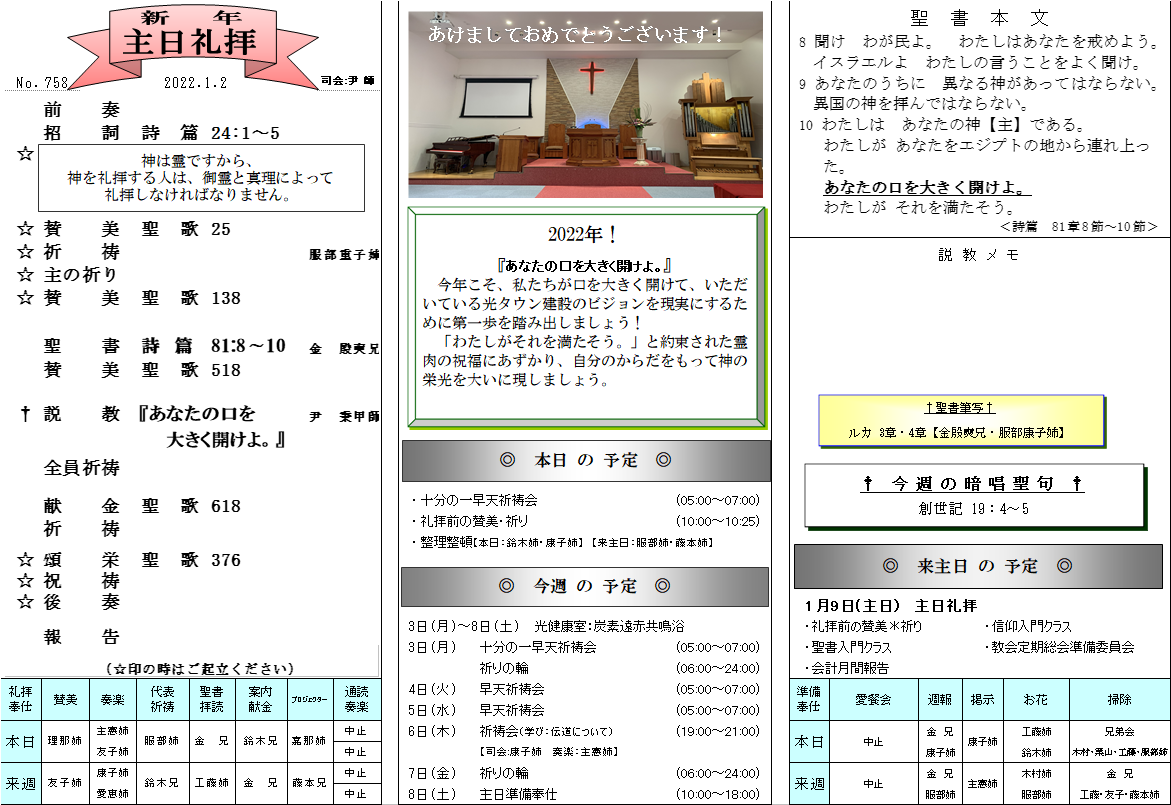 新 年
主日礼拝
No. 758 2022.1.2 司会:尹 師
前 奏
招 詞 詩 篇 24:1～5
☆
神は霊ですから、
神を礼拝する人は、御霊と真理によって
礼拝しなければなりません。
☆ 賛 美 聖 歌 25
☆ 祈 祷 服部重子姉
☆ 主の祈り
☆ 賛 美 聖 歌 138
聖 書 詩 篇 81:8～10 金 殷奭兄
賛 美 聖 歌 518
† 説 教 『あなたの口を 尹 秉甲師
大きく開けよ。』
全員祈祷
献 金 聖 歌 618
祈 祷
☆ 頌 栄 聖 歌 376
☆ 祝 祷
☆ 後 奏
報 告
(☆印の時はご起立ください)
礼拝奉仕 賛美 奏楽 代表祈祷 聖書拝読 案内献金 プロジェクター 通読奏楽
本日 理那姉 主憲姉 友子姉 服部姉 金 兄 鈴木兄 嘉那姉 中止 中止
来週 友子姉 康子姉 愛恵姉 鈴木兄 工藤姉 金 兄 藤本兄 中止 中止
あけましておめでとうございます！
2022年！
『あなたの口を大きく開けよ。』
今年こそ、私たちが口を大きく開けて、いただ
いている光タウン建設のビジョンを現実にするた
めに第一歩を踏み出しましょう！
「わたしがそれを満たそう。」と約束された霊
肉の祝福にあずかり、自分のからだをもって神の
栄光を大いに現しましょう。
◎ 本日 の 予定 ◎
・十分の一早天祈祷会 (05:00～07:00)
・礼拝前の賛美・祈り (10:00～10:25)
・整理整頓【本日:鈴木姉・康子姉】 【来主日:服部姉・藤本姉】
◎ 今週 の 予定 ◎
3日(月)～8日(土) 光健康室:炭素遠赤共鳴浴
3日(月) 十分の一早天祈祷会 (05:00～07:00)
祈りの輪 (06:00～24:00)
4日(火) 早天祈祷会 (05:00～07:00)
5日(水) 早天祈祷会 (05:00～07:00)
6日(木) 祈祷会(学び:伝道について) (19:00～21:00)
【司会:康子姉 奏楽:主憲姉】
7日(金) 祈りの輪 (06:00～24:00)
8日(土) 主日準備奉仕 (10:00～18:00)
聖 書 本 文
8 聞け わが民よ。 わたしはあなたを戒めよう。
イスラエルよ わたしの言うことをよく聞け。
9 あなたのうちに 異なる神があってはならない。
異国の神を拝んではならない。
10 わたしは あなたの神【主】である。
わたしが あなたをエジプトの地から連れ上っ
た。
あなたの口を大きく開けよ。
わたしが それを満たそう。
＜詩篇 81章8節～10節＞
説 教 メ モ
†聖書筆写†
ルカ 3章・4章【金殷奭兄・服部康子姉】
† 今 週 の 暗 唱 聖 句 †
創世記 19：4～5
◎ 来主日 の 予定 ◎
1月9日(主日) 主日礼拝
・礼拝前の賛美＊祈り ・信仰入門クラス
・聖書入門クラス ・教会定期総会準備委員会
・会計月間報告
準備奉仕 愛餐会 週報 掲示 お花 掃除
本日 中止 金 兄 康子姉 康子姉 工藤姉 鈴木姉 兄弟会 木村・栗山・工藤・服部姉
来週 中止 金 兄 服部姉 主憲姉 木村姉 服部姉 金 兄 工藤・友子・藤本姉